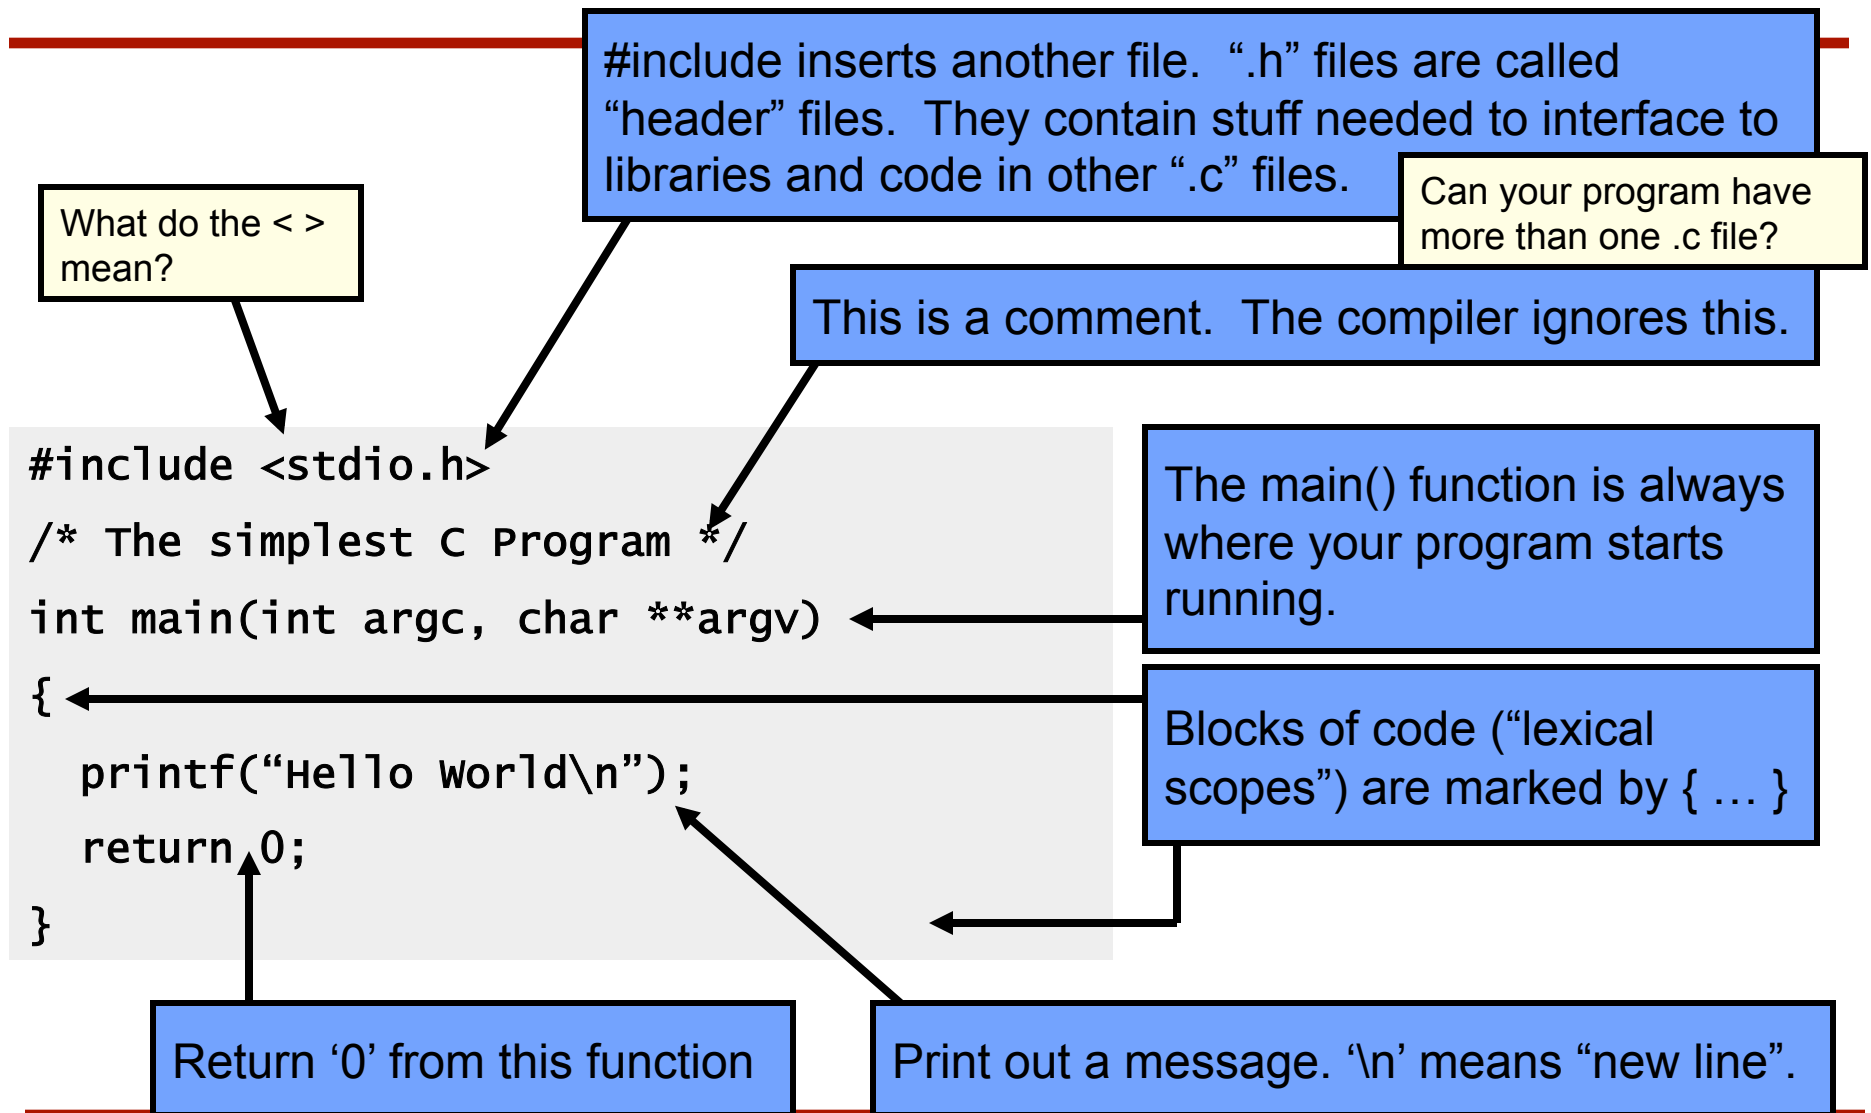 #include inserts another file.  “.h” files are called
“header” files.  They contain stuff needed to interface to
libraries and code in other “.c” files.
Can your program have
more than one .c file?
What do the < >
mean?
This is a comment.  The compiler ignores this.
#include <stdio.h>
/* The simplest C Program */
int main(int argc, char **argv)
{
  printf(“Hello World\n”);
  return 0;
}
The main() function is always
where your program starts
running.
Blocks of code (“lexical
scopes”) are marked by { … }
Return ‘0’ from this function
Print out a message. ‘\n’ means “new line”.